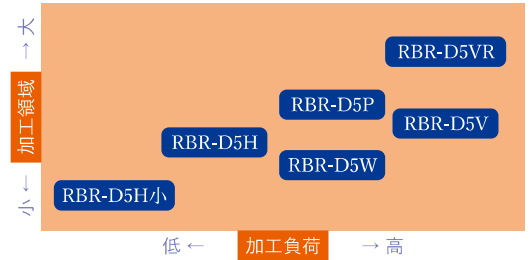 大
↑
加工領域
↓
小
RBR-D5VR
RBR-D5P
RBR-D5V
RBR-D5H
RBR-D5W
RBR-D5H小
低 ← 加工負荷 → 高